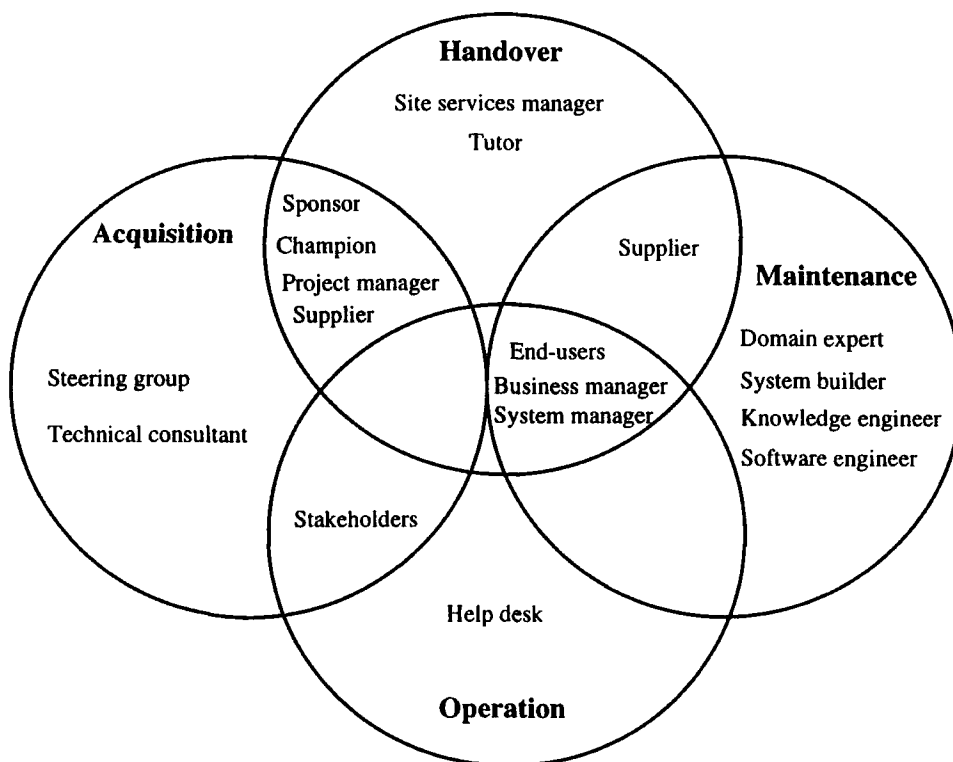 Handover
Site services manager
Tutor
Acquisition
Sponsor
Champion
Project manager
Supplier
Supplier
Maintenance
Steering group
Technical consultant
End-users
Business manager
System manager
Domain expert
System builder
Knowledge engineer
Software engineer
Stakeholders
Help desk
Operation